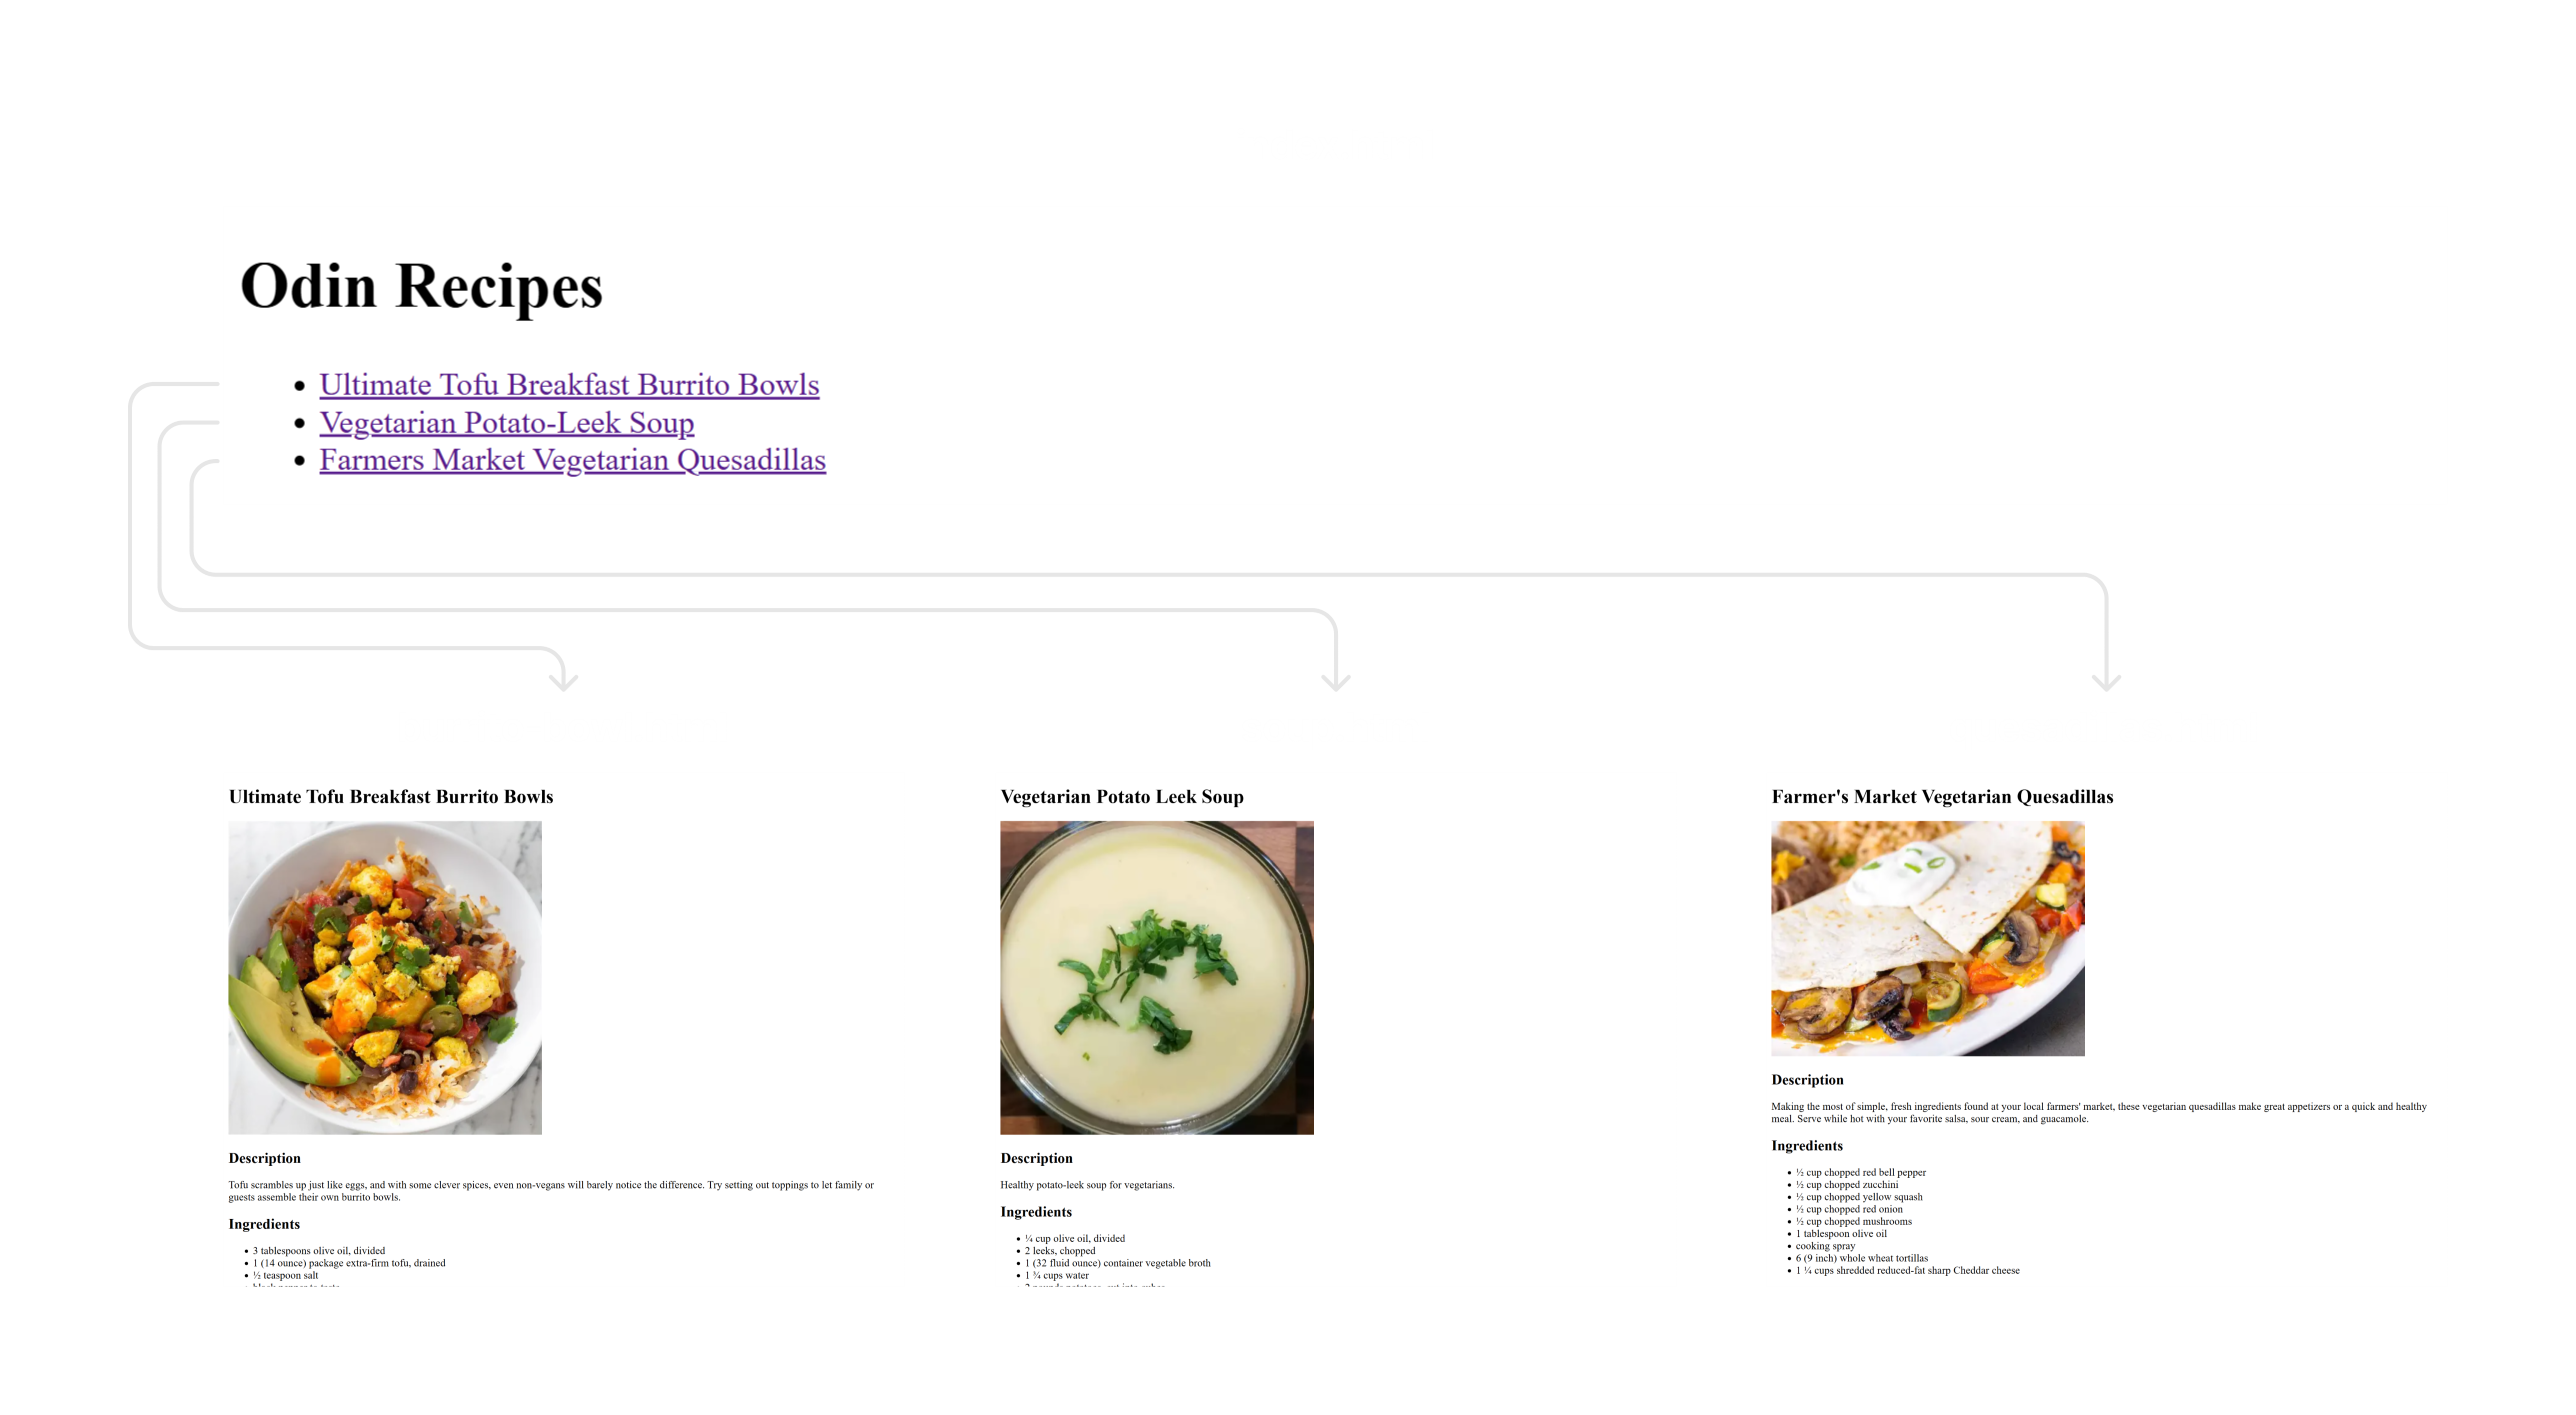 Odin Recipes
Ultimate Tofu Breakfast Burrito Bowls
Vegetarian Potato-Leek Soup
Farmers Market Vegetarian Quesadillas
Ultimate Tofu Breakfast Burrito Bowls
Description
Tofu scrambles up just like eggs, and with some clever spices, even non-vegans will barely notice the difference. Try setting out toppings to let family or
guests assemble their own burrito bowls.
Ingredients
3 tablespoons olive oil, divided
1 (14 ounce) package extra-firm tofu, drained
½ teaspoon salt
Vegetarian Potato Leek Soup
Description
Healthy potato-leek soup for vegetarians.
Ingredients
¼ cup olive oil, divided
2 leeks, chopped
1 (32 fluid ounce) container vegetable broth
1 ¾ cups water
Farmer's Market Vegetarian Quesadillas
Description
Making the most of simple, fresh ingredients found at your local farmers' market, these vegetarian quesadillas make great appetizers or a quick and healthy
meal. Serve while hot with your favorite salsa, sour cream, and guacamole.
Ingredients
½ cup chopped red bell pepper
½ cup chopped zucchini
½ cup chopped yellow squash
½ cup chopped red onion
½ cup chopped mushrooms
1 tablespoon olive oil
cooking spray
6 (9 inch) whole wheat tortillas
1 ¼ cups shredded reduced-fat sharp Cheddar cheese